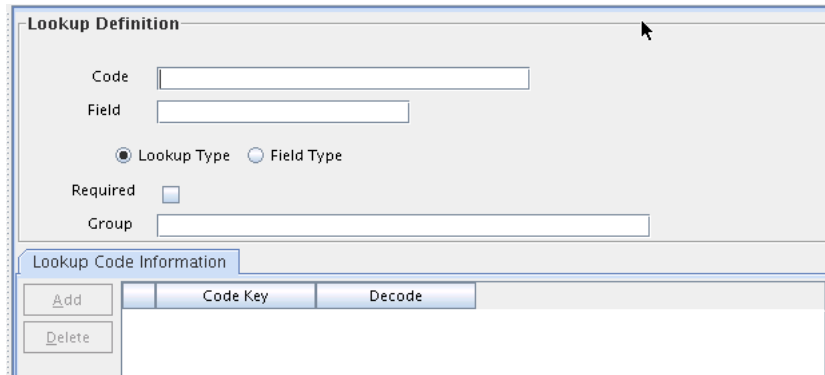 Lookup Definition
Code
Field
Lookup Type Field Type
Required
Group
Lookup Code Information
Add Code Key Decode
Delete